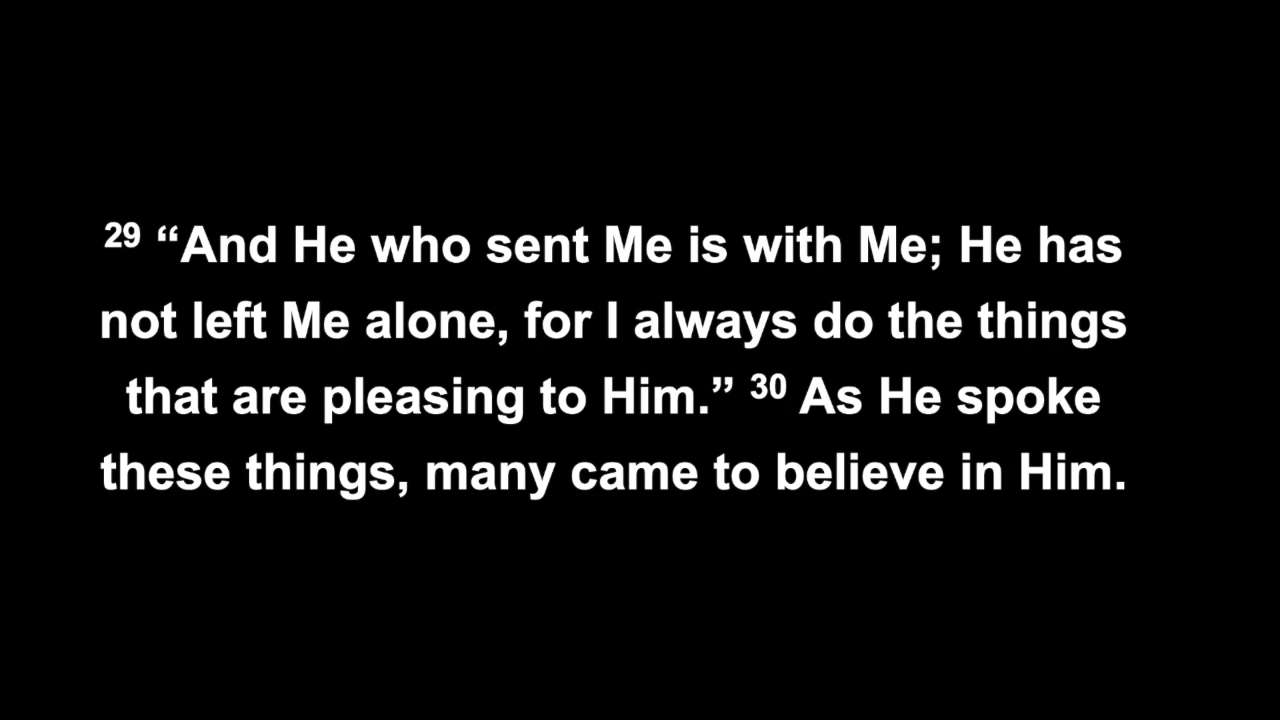 29 “And He who sent Me is with Me; He has
not left Me alone, for I always do the things
that are pleasing to Him.” 30 As He spoke
these things, many came to believe in Him.